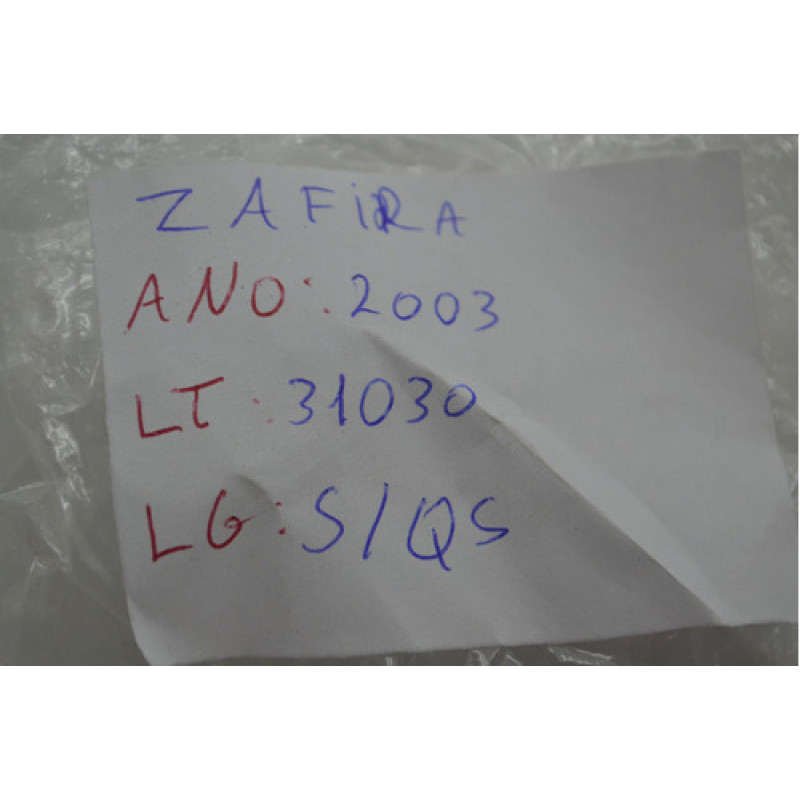 ZAFIRA
ANO: 2003
LT: 31030
LG: S/QS